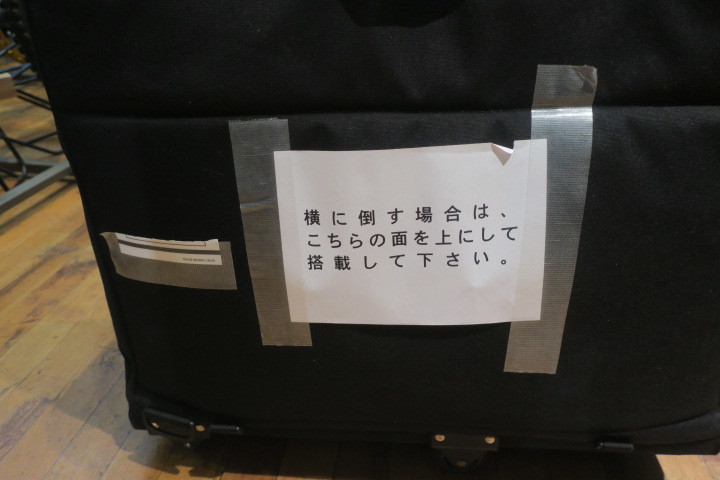 横に倒す場合は、
こちらの面を上にして
搭載して下さい。